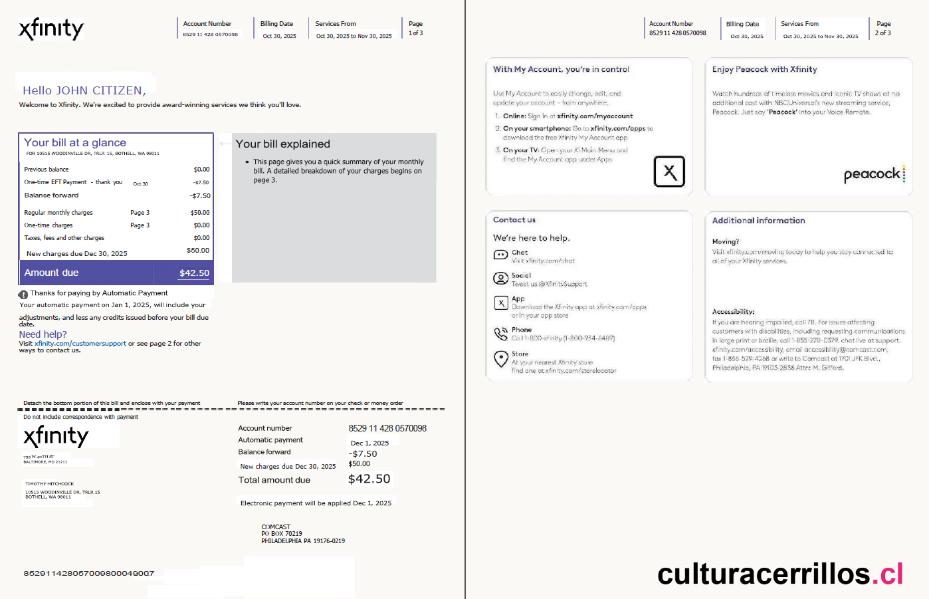 xfinity
Account Number
8529 11 428 0570098
Billing Date
Oct 30, 2025
Services From
Oct 30, 2025 to Nov 30, 2025
Page
1 of 3
Hello JOHN CITIZEN,
Welcome to Xfinity. We're excited to provide award-winning services we think you'll love.
Your bill at a glance
FOR 10515 WOODINVILLE DR, TRLR 15, BOTHELL, WA 98011
Previous balance $0.00
One-time EFT Payment - thank you Oct 30 -$7.50
Balance forward -$7.50
Regular monthly charges Page 3 $50.00
One-time charges Page 3 $0.00
Taxes, fees and other charges $0.00
New charges due Dec 30, 2025 $50.00
Amount due $42.50
Thanks for paying by Automatic Payment
Your automatic payment on Jan 1, 2025, will include your
adjustments, and less any credits issued before your bill due
date.
Need help?
Visit xfinity.com/customersupport or see page 2 for other
ways to contact us.
Your bill explained
• This page gives you a quick summary of your monthly
bill. A detailed breakdown of your charges begins on
page 3.
Detach the bottom portion of this bill and enclose with your payment
Please write your account number on your check or money order
Do not include correspondence with payment
xfinity
BALTIMORE, MD 21211
TIMOTHY HITCHCOCK
10515 WOODINVILLE DR, TRLR 15
BOTHELL, WA 98011
Account number 8529 11 428 0570098
Automatic payment Dec 1, 2025
Balance forward -$7.50
New charges due Dec 30, 2025 $50.00
Total amount due $42.50
Electronic payment will be applied Dec 1, 2025
COMCAST
PO BOX 70219
PHILADELPHIA PA 19176-0219
852911428057009800049007
Account Number
8529 11 428 0570098
Billing Date
Oct 30, 2025
Services From
Oct 30, 2025 to Nov 30, 2025
Page
2 of 3
With My Account, you're in control
Use My Account to easily change, edit, and
update your account – from anywhere.
1. Online: Sign in at xfinity.com/myaccount
2. On your smartphone: Go to xfinity.com/apps to
download the free Xfinity My Account app
3. On your TV: Open your X1 Main Menu and
find the My Account app under Apps
X
Enjoy Peacock with Xfinity
Watch hundreds of timeless movies and iconic TV shows at no
additional cost with NBCUniversal's new streaming service,
Peacock. Just say "Peacock" into your Voice Remote.
peacock
Contact us
We're here to help.
Chat
Visit xfinity.com/chat
Social
Tweet us @XfinitySupport
X
App
Download the Xfinity app at xfinity.com/apps
or in your app store
Phone
Call 1-800-xfinity (1-800-934-6489)
Store
At your nearest Xfinity store
Find one at xfinity.com/storelocator
Additional information
Moving?
Visit xfinity.com/moving today to help you stay connected to
all of your Xfinity services.
Accessibility:
If you are hearing impaired, call 711. For issues affecting
customers with disabilities, including requesting communications
in large print or braille, call 1-855-270-0379, chat live at support.
xfinity.com/accessibility, email accessibility@comcast.com,
fax 1-866-599-4268 or write to Comcast at 1701 JFK Blvd.,
Philadelphia, PA 19103-2838 Attn: M. Gifford.
culturacerrillos.cl